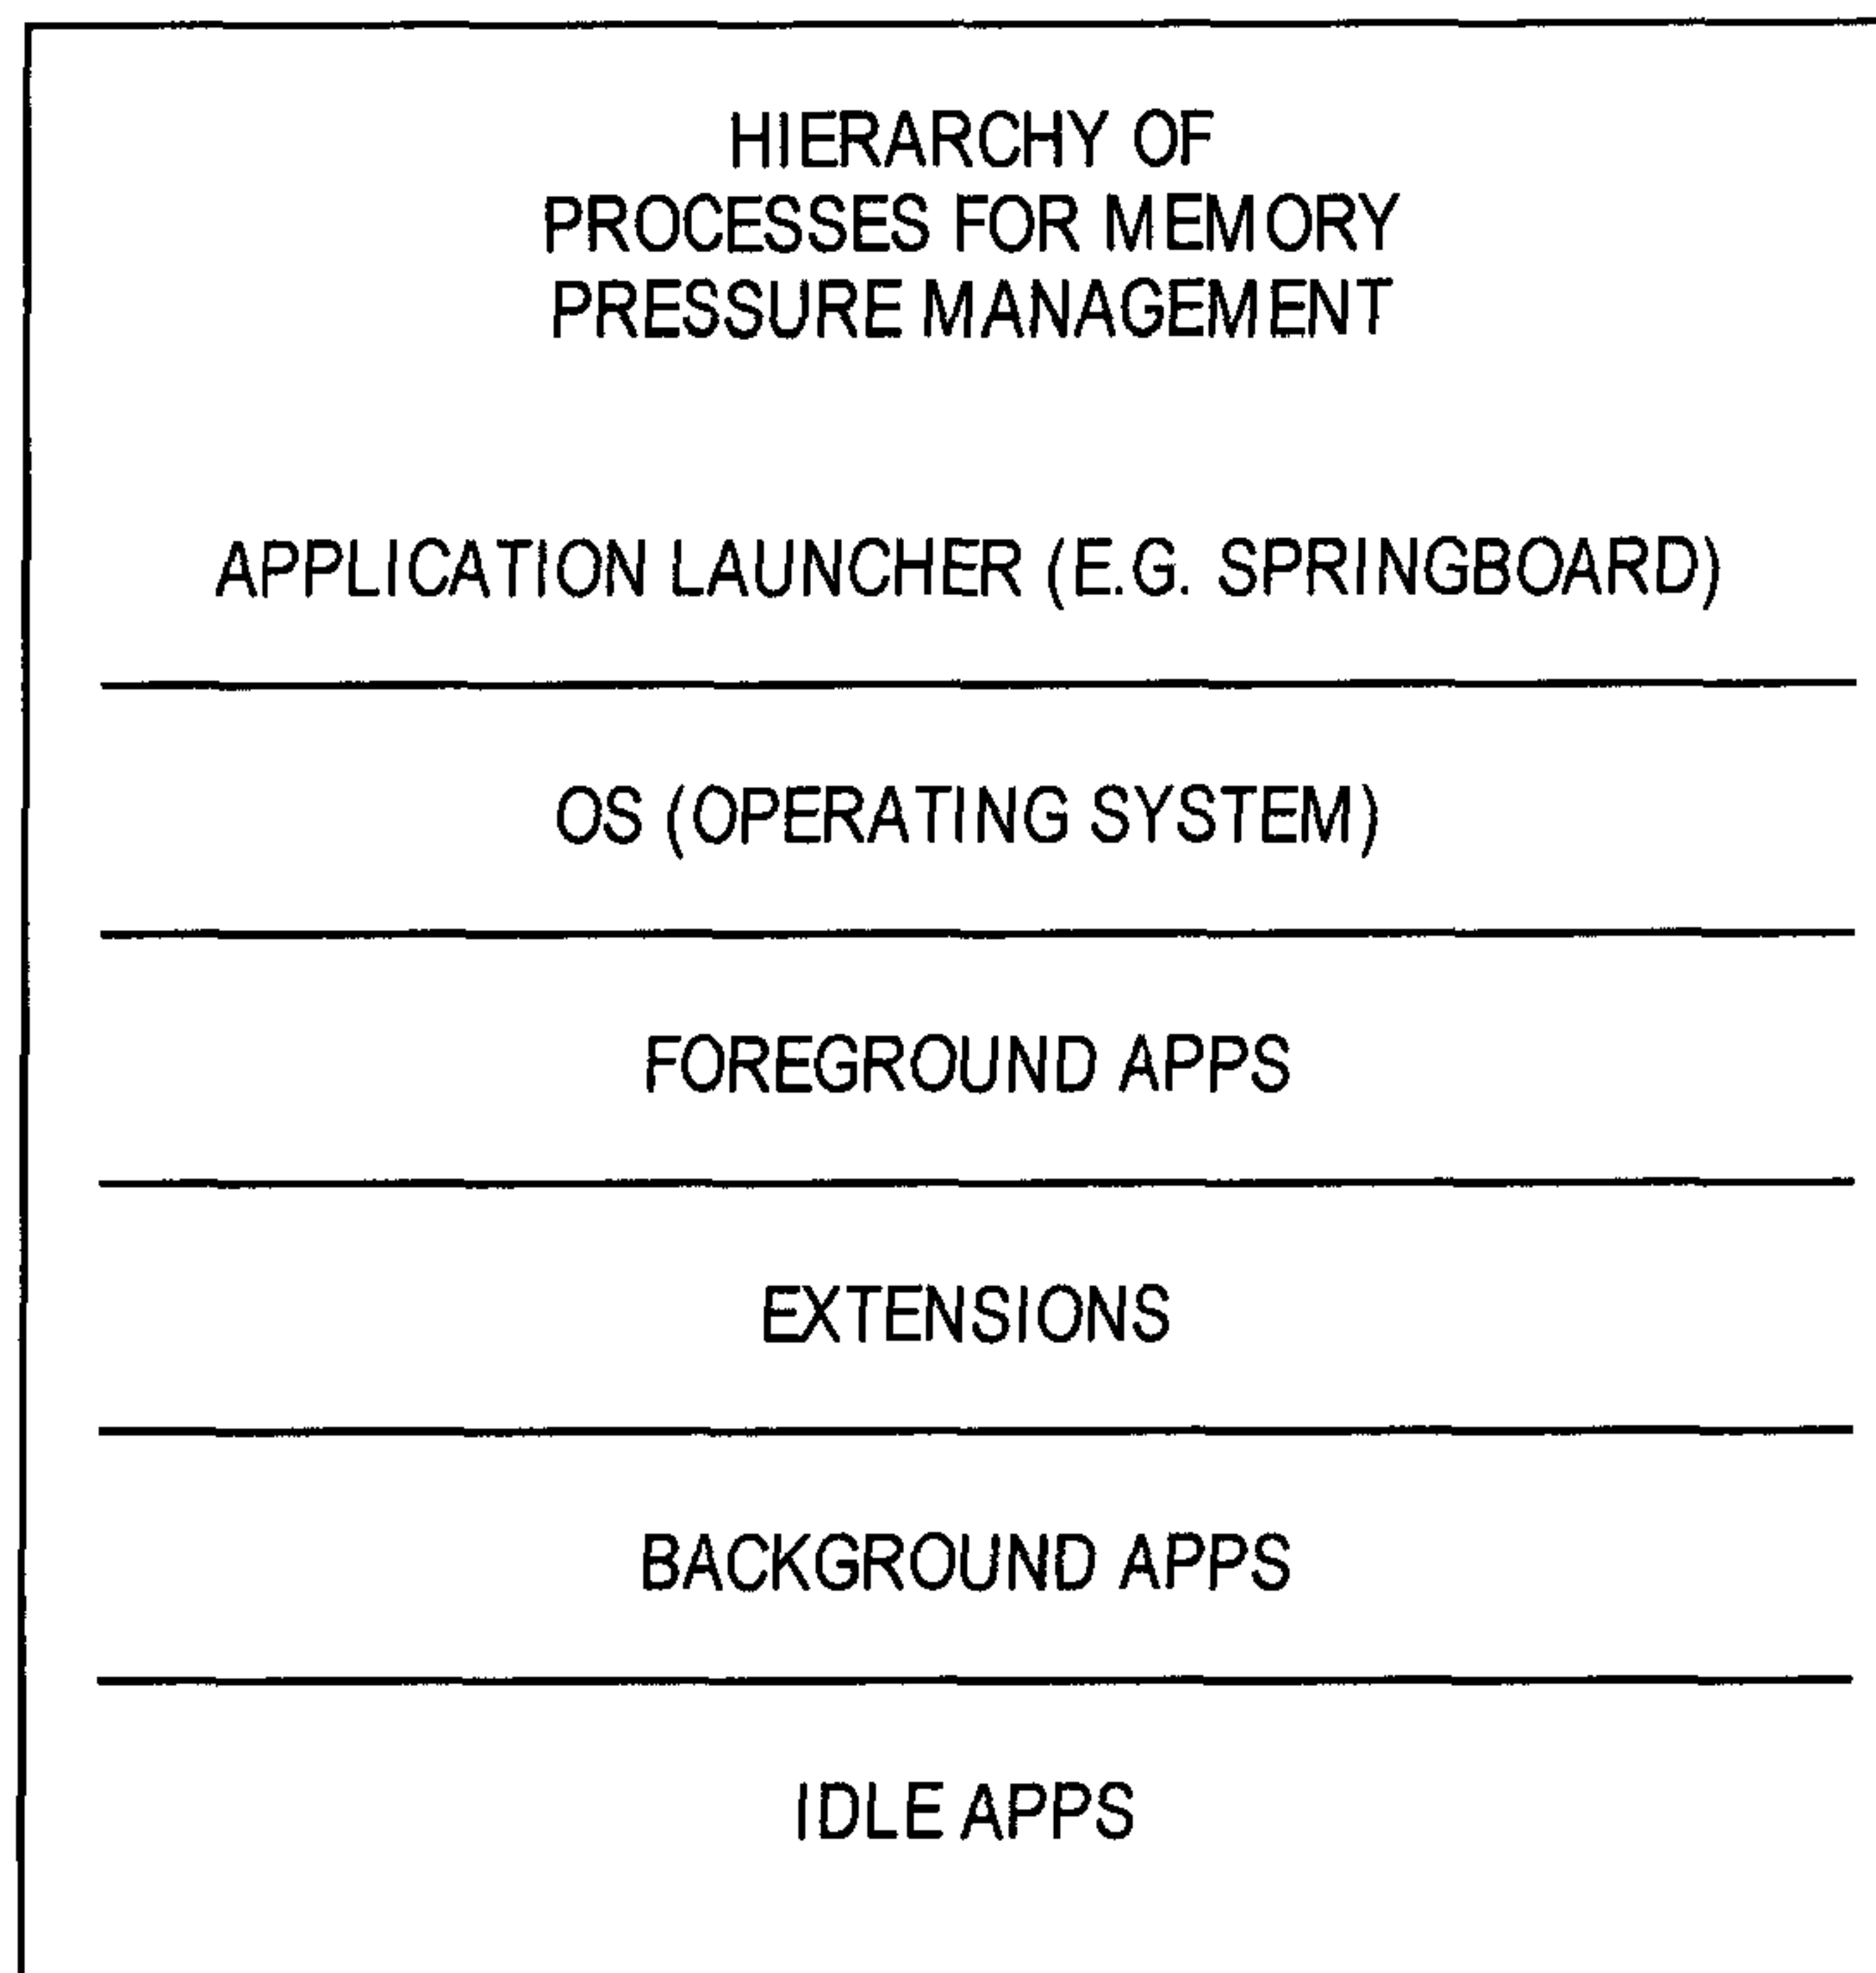 HIERARCHY OF
PROCESSES FOR MEMORY
PRESSURE MANAGEMENT
APPLICATION LAUNCHER (E.G. SPRINGBOARD)
OS (OPERATING SYSTEM)
FOREGROUND APPS
EXTENSIONS
BACKGROUND APPS
IDLE APPS